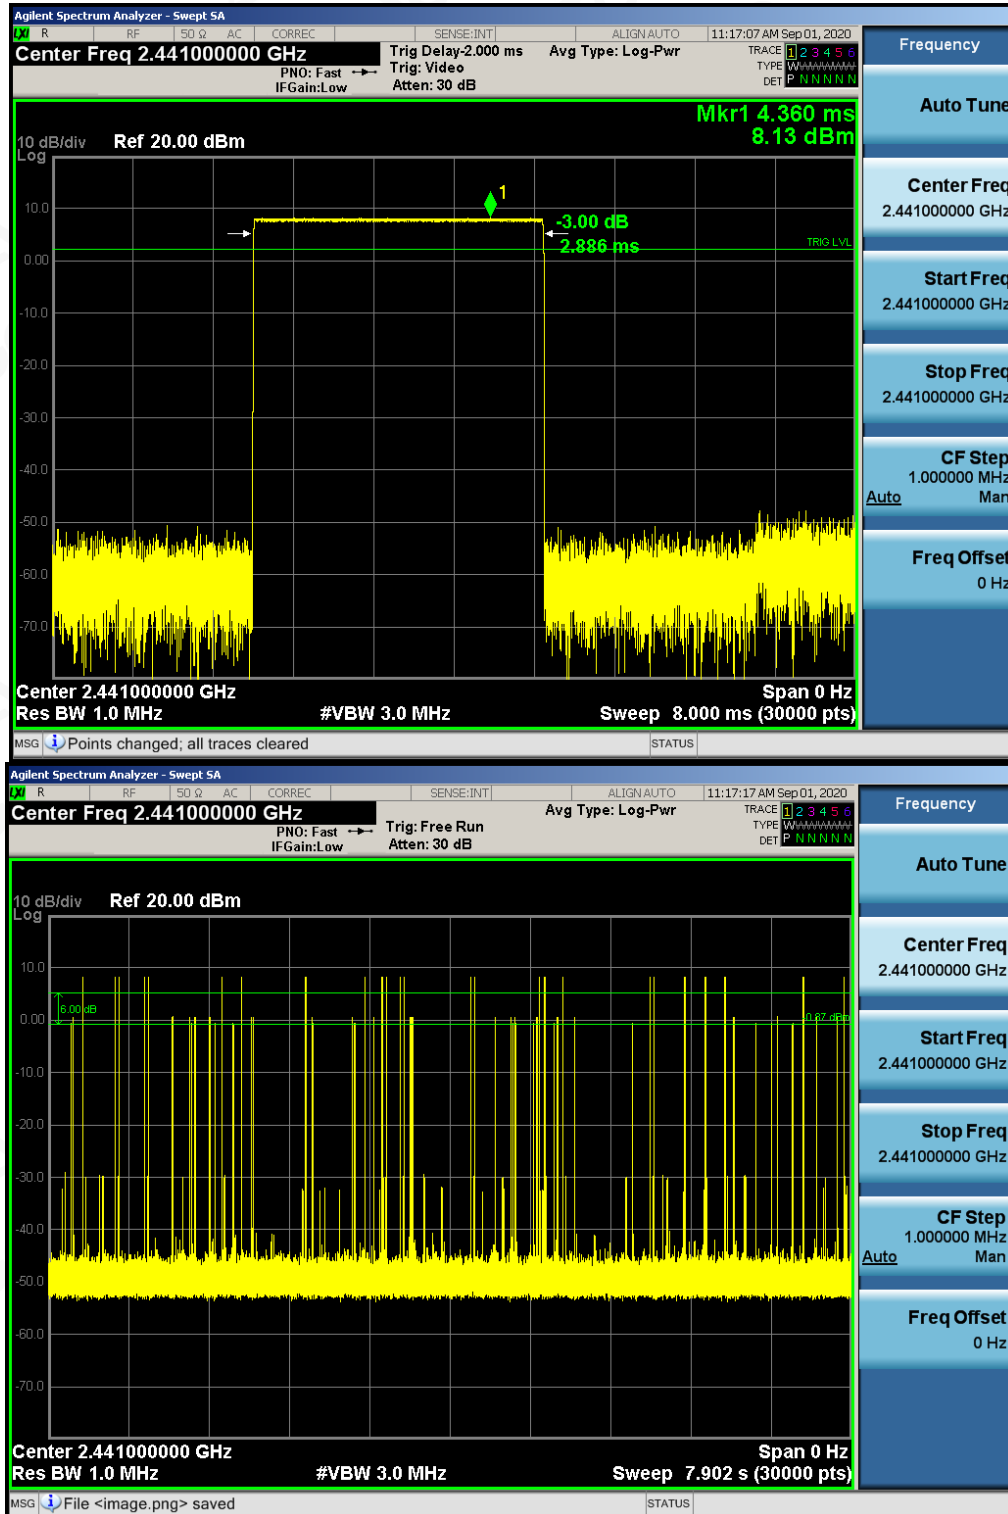 Agilent Spectrum Analyzer - Swept SA
LXI R RF 50 Ω AC CORREC SENSE:INT ALIGN AUTO 11:17:07 AM Sep 01, 2020
Center Freq 2.441000000 GHz
PNO: Fast
IFGain:Low
Trig Delay-2.000 ms
Trig: Video
Atten: 30 dB
Avg Type: Log-Pwr
TRACE 1 2 3 4 5 6
TYPE WWWWWW
DET P N N N N N
Mkr1 4.360 ms
8.13 dBm
10 dB/div Ref 20.00 dBm
Log
1
-3.00 dB
2.886 ms
TRIG LVL
10.0
0.00
-10.0
-20.0
-30.0
-40.0
-50.0
-60.0
-70.0
Center 2.441000000 GHz Span 0 Hz
Res BW 1.0 MHz #VBW 3.0 MHz Sweep 8.000 ms (30000 pts)
MSG Points changed; all traces cleared STATUS
Frequency
Auto Tune
Center Freq
2.441000000 GHz
Start Freq
2.441000000 GHz
Stop Freq
2.441000000 GHz
CF Step
1.000000 MHz
Auto Man
Freq Offset
0 Hz
Agilent Spectrum Analyzer - Swept SA
LXI R RF 50 Ω AC CORREC SENSE:INT ALIGN AUTO 11:17:17 AM Sep 01, 2020
Center Freq 2.441000000 GHz
PNO: Fast
IFGain:Low
Trig: Free Run
Atten: 30 dB
Avg Type: Log-Pwr
TRACE 1 2 3 4 5 6
TYPE WWWWWW
DET P N N N N N
10 dB/div Ref 20.00 dBm
Log
6.00 dB
-0.87 dBm
10.0
0.00
-10.0
-20.0
-30.0
-40.0
-50.0
-60.0
-70.0
Center 2.441000000 GHz Span 0 Hz
Res BW 1.0 MHz #VBW 3.0 MHz Sweep 7.902 s (30000 pts)
MSG File <image.png> saved STATUS
Frequency
Auto Tune
Center Freq
2.441000000 GHz
Start Freq
2.441000000 GHz
Stop Freq
2.441000000 GHz
CF Step
1.000000 MHz
Auto Man
Freq Offset
0 Hz